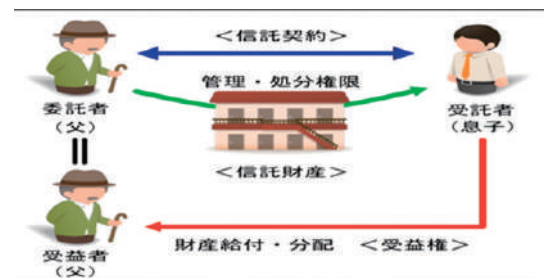 <信託契約>
管理・処分権限
委託者
(父)
受託者
(息子)
<信託財産>
受益者
(父)
財産給付・分配 <受益権>